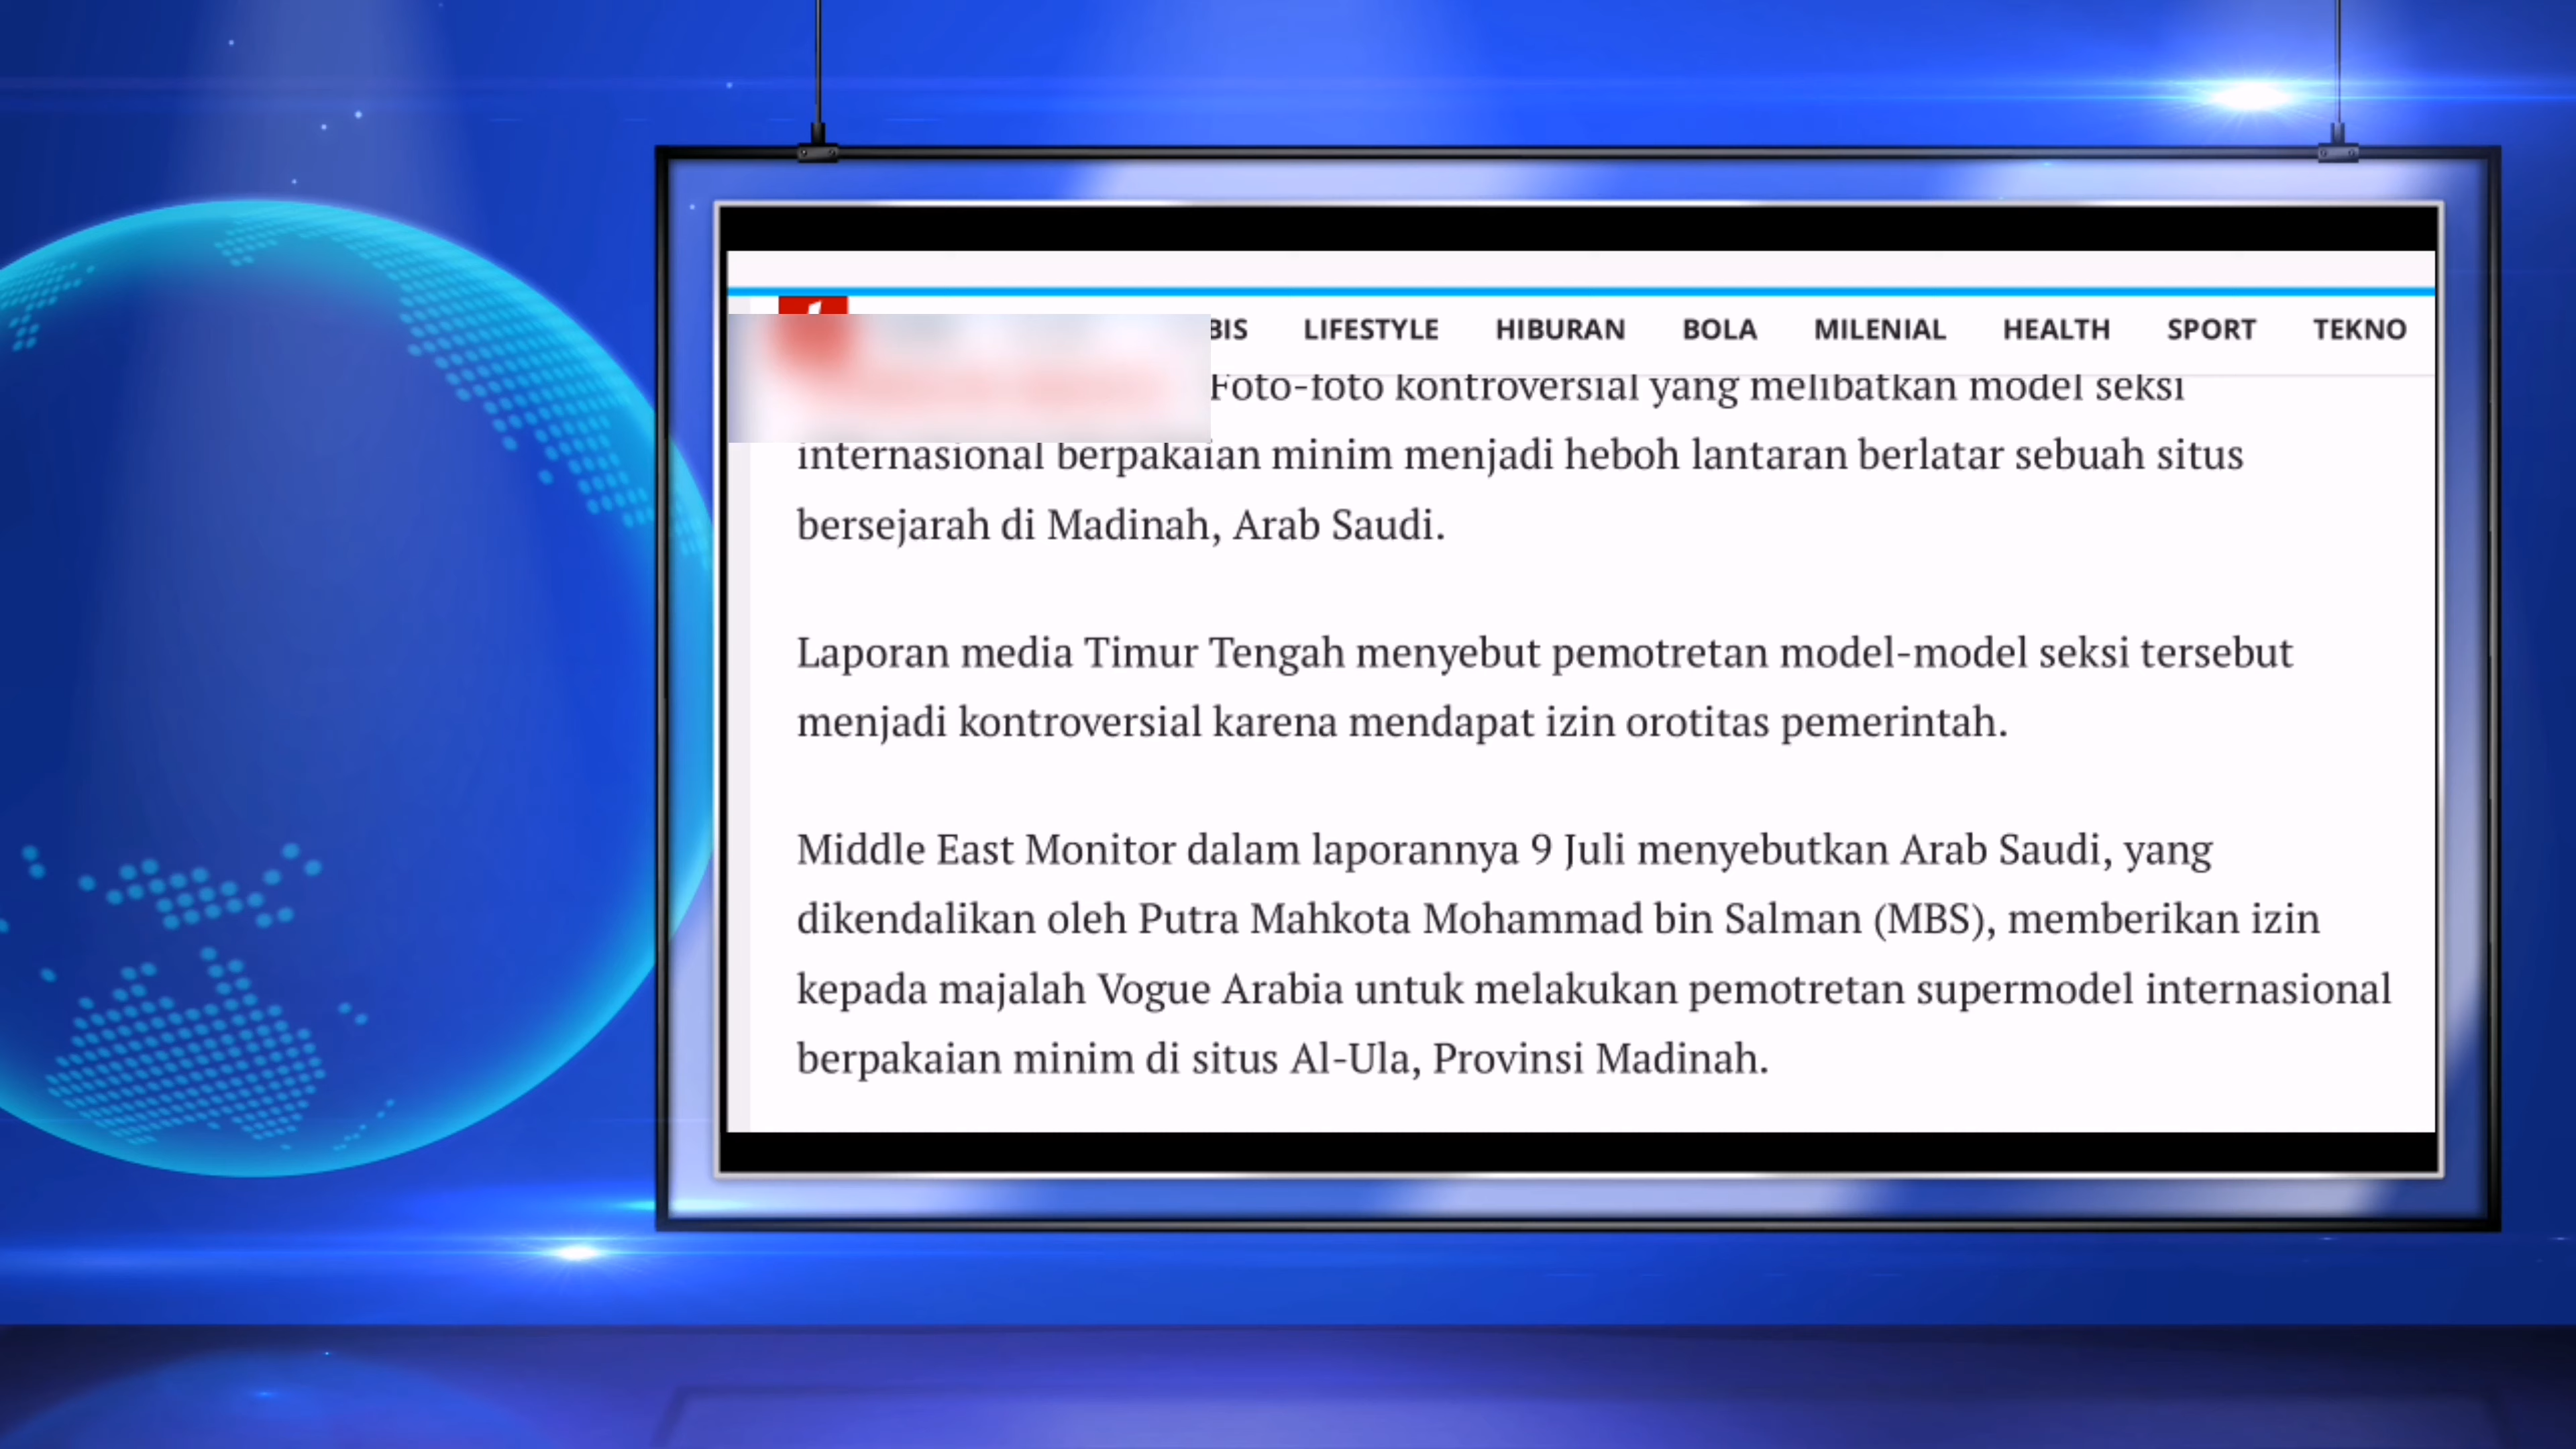 LIFESTYLE HIBURAN BOLA MILENIAL HEALTH SPORT TEKNO
Foto-foto kontroversial yang melibatkan model seksi
internasional berpakaian minim menjadi heboh lantaran berlatar sebuah situs
bersejarah di Madinah, Arab Saudi.
Laporan media Timur Tengah menyebut pemotretan model-model seksi tersebut
menjadi kontroversial karena mendapat izin orotitas pemerintah.
Middle East Monitor dalam laporannya 9 Juli menyebutkan Arab Saudi, yang
dikendalikan oleh Putra Mahkota Mohammad bin Salman (MBS), memberikan izin
kepada majalah Vogue Arabia untuk melakukan pemotretan supermodel internasional
berpakaian minim di situs Al-Ula, Provinsi Madinah.